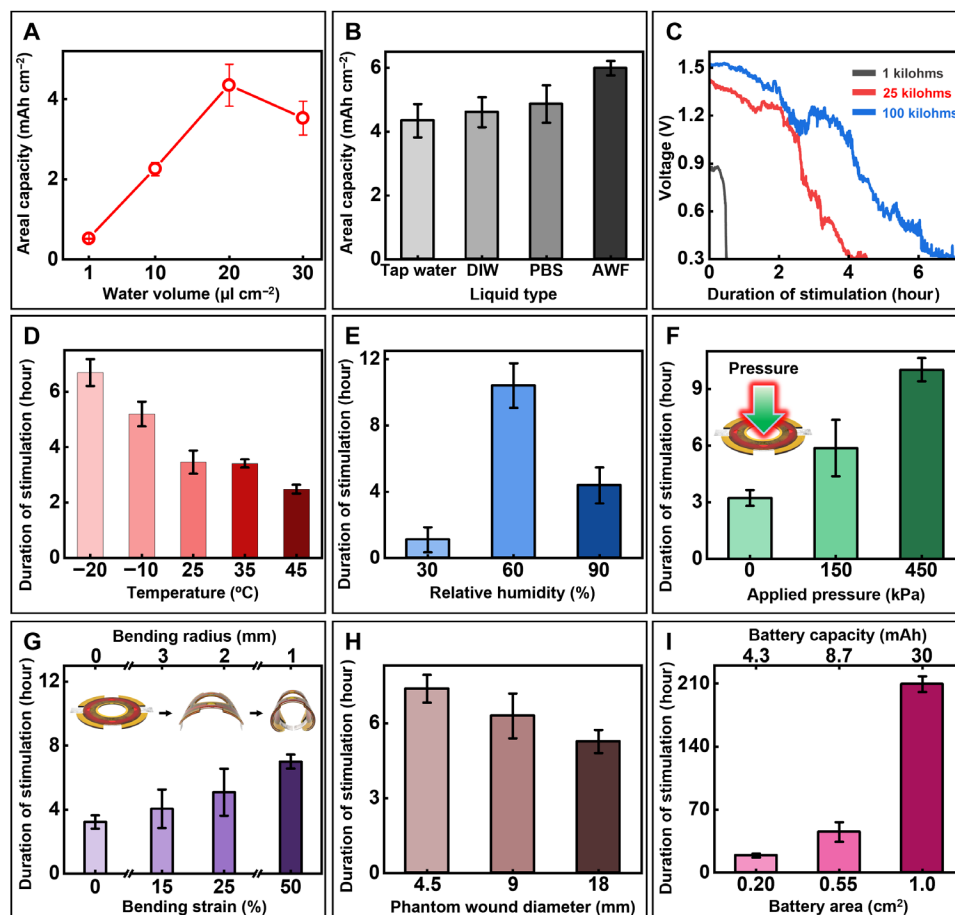 A
Areal capacity (mAh cm⁻²)
4
2
0
1 10 20 30
Water volume (µl cm⁻²)
B
Areal capacity (mAh cm⁻²)
6
4
2
0
Tap water DIW PBS AWF
Liquid type
C
1 kilohms
25 kilohms
100 kilohms
Voltage (V)
1.5
1.2
0.9
0.6
0.3
0 2 4 6
Duration of stimulation (hour)
D
Duration of stimulation (hour)
6
4
2
0
−20 −10 25 35 45
Temperature (ºC)
E
Duration of stimulation (hour)
12
8
4
0
30 60 90
Relative humidity (%)
F
Pressure
Duration of stimulation (hour)
9
6
3
0
0 150 450
Applied pressure (kPa)
G
Bending radius (mm)
0 3 2 1
Duration of stimulation (hour)
12
8
4
0
0 15 25 50
Bending strain (%)
H
Duration of stimulation (hour)
6
3
0
4.5 9 18
Phantom wound diameter (mm)
I
Battery capacity (mAh)
4.3 8.7 30
Duration of stimulation (hour)
210
140
70
0
0.20 0.55 1.0
Battery area (cm²)